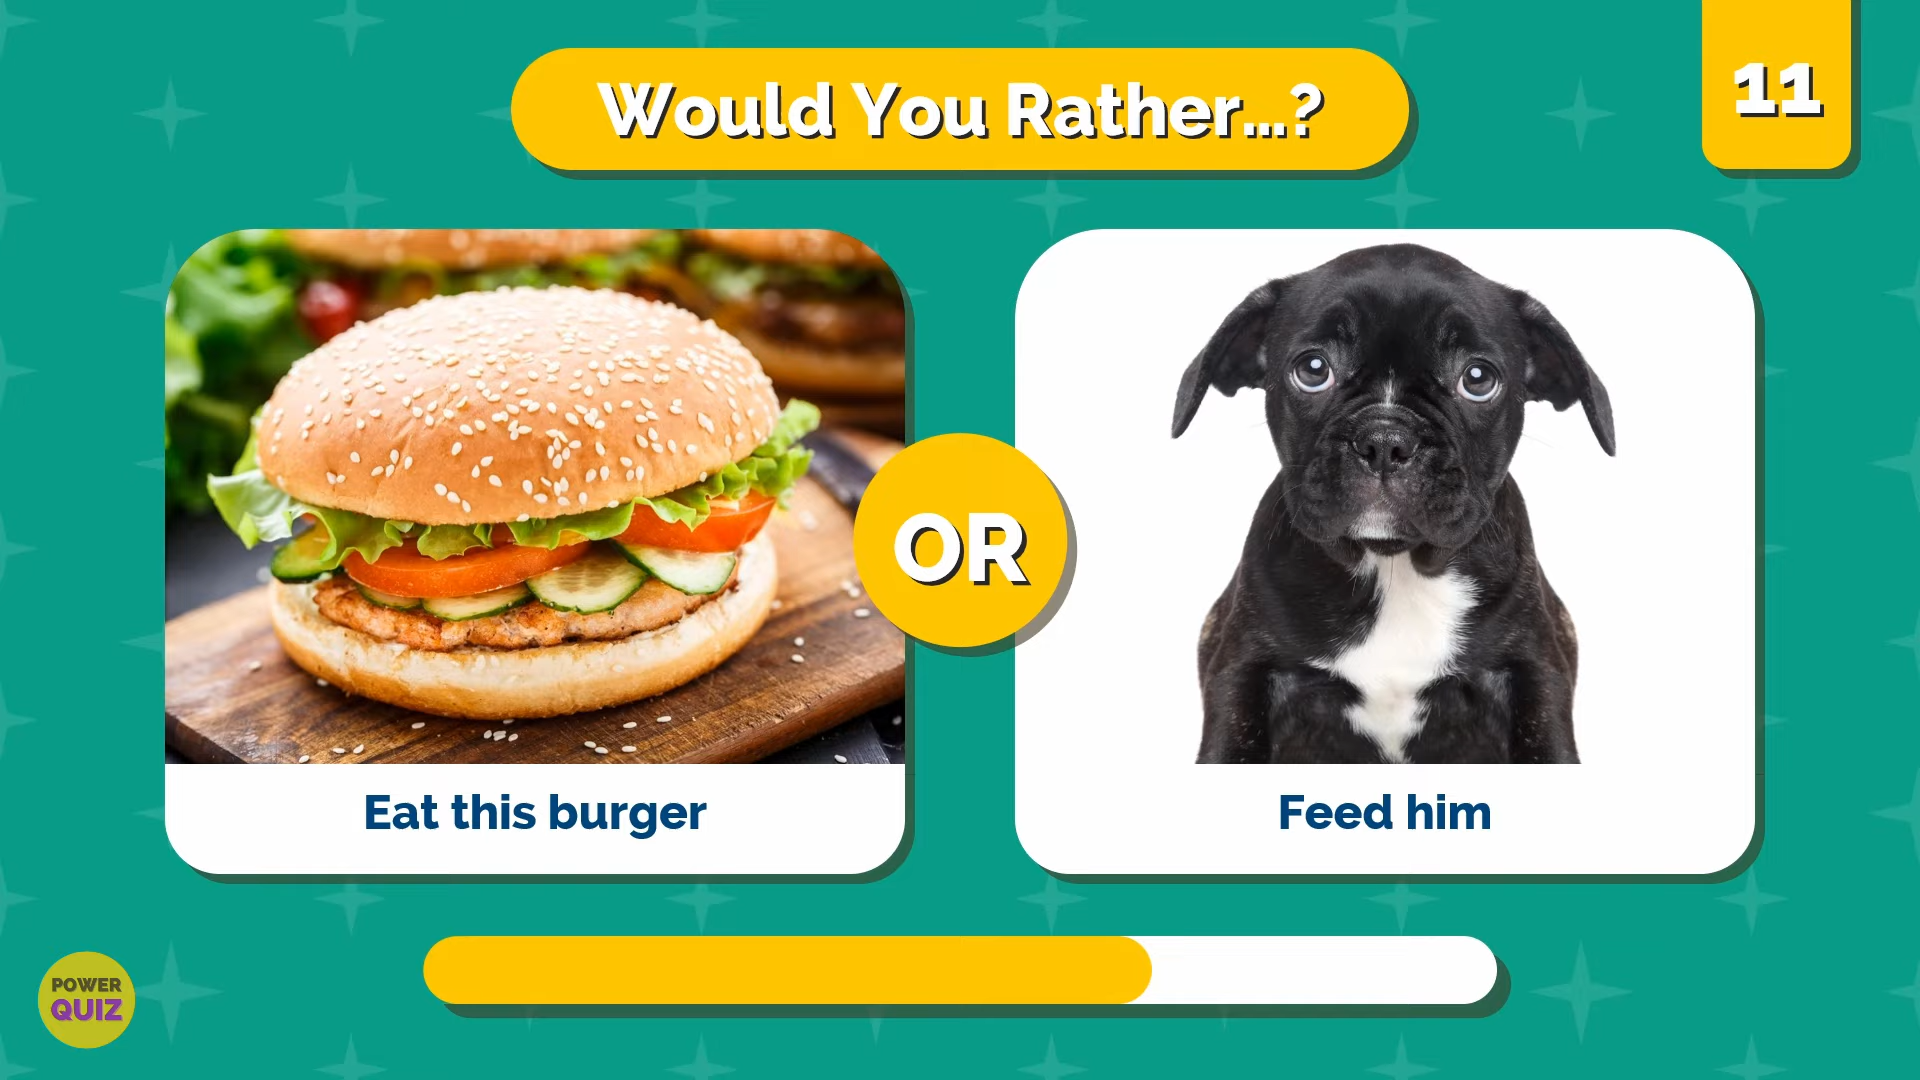 Would You Rather...?
11
OR
Eat this burger
Feed him
POWER
QUIZ